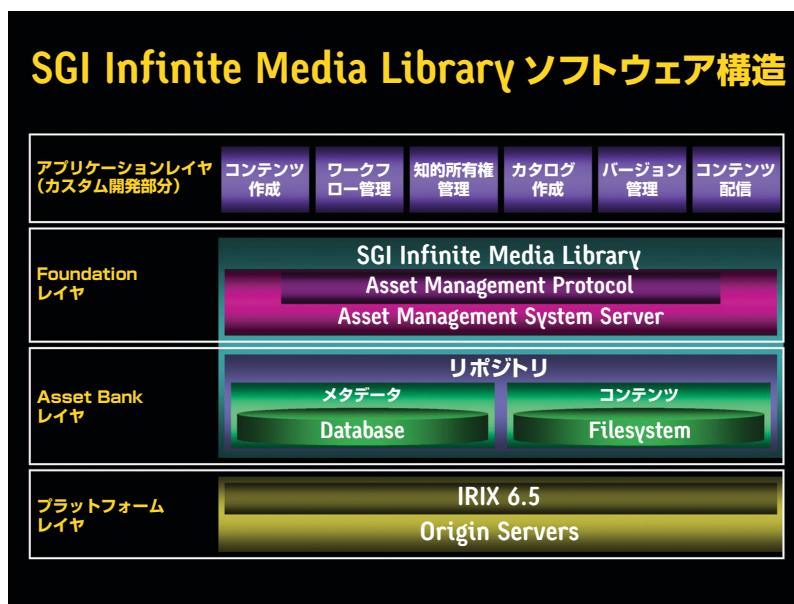 SGI Infinite Media Library ソフトウェア構造
アプリケーションレイヤ
（カスタム開発部分）
コンテンツ
作成
ワークフ
ロー管理
知的所有権
管理
カタログ
作成
バージョン
管理
コンテンツ
配信
Foundation
レイヤ
SGI Infinite Media Library
Asset Management Protocol
Asset Management System Server
Asset Bank
レイヤ
リポジトリ
メタデータ
Database
コンテンツ
Filesystem
プラットフォーム
レイヤ
IRIX 6.5
Origin Servers